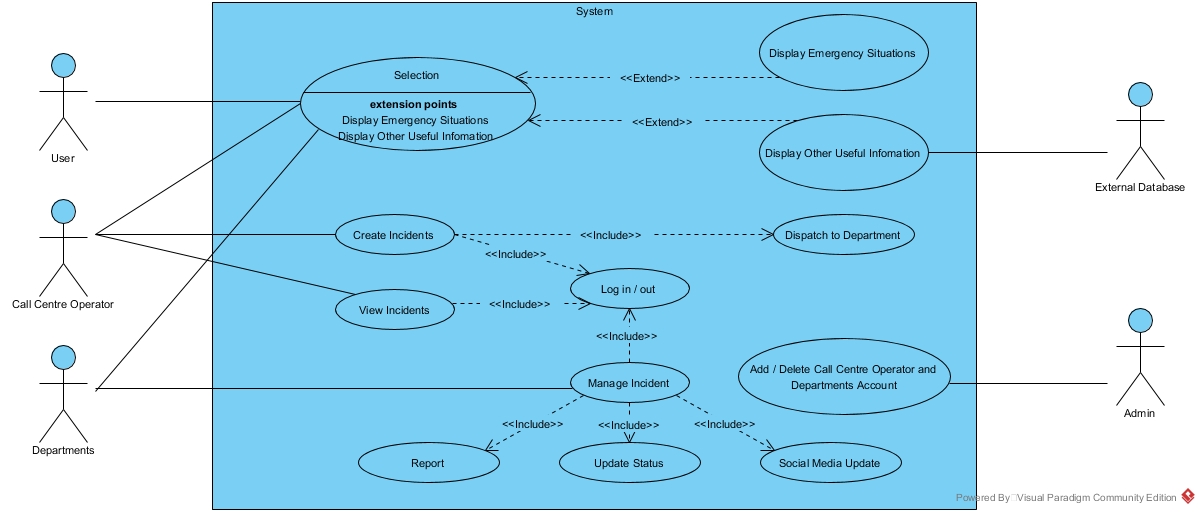 System
Display Emergency Situations
Selection
<<Extend>>
extension points
Display Emergency Situations
<<Extend>>
Display Other Useful Infomation
Display Other Useful Infomation
User
External Database
Create Incidents
<<Include>>
Dispatch to Department
<<Include>>
Log in / out
Call Centre Operator
View Incidents
<<Include>>
<<Include>>
Add / Delete Call Centre Operator and
Departments Account
Manage Incident
Admin
<<Include>>
<<Include>>
<<Include>>
Departments
Report
Update Status
Social Media Update
Powered By Visual Paradigm Community Edition